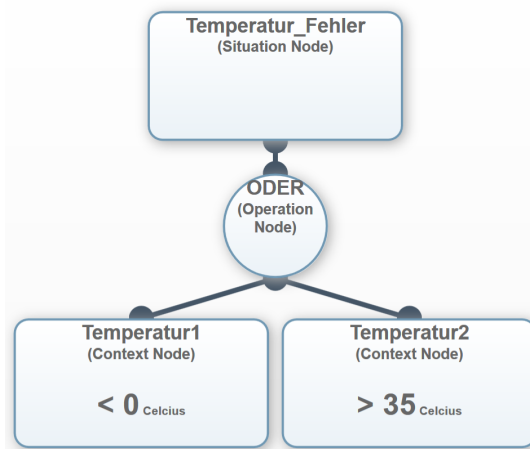 Temperatur_Fehler
(Situation Node)
ODER
(Operation
Node)
Temperatur1
(Context Node)
< 0 Celcius
Temperatur2
(Context Node)
> 35 Celcius